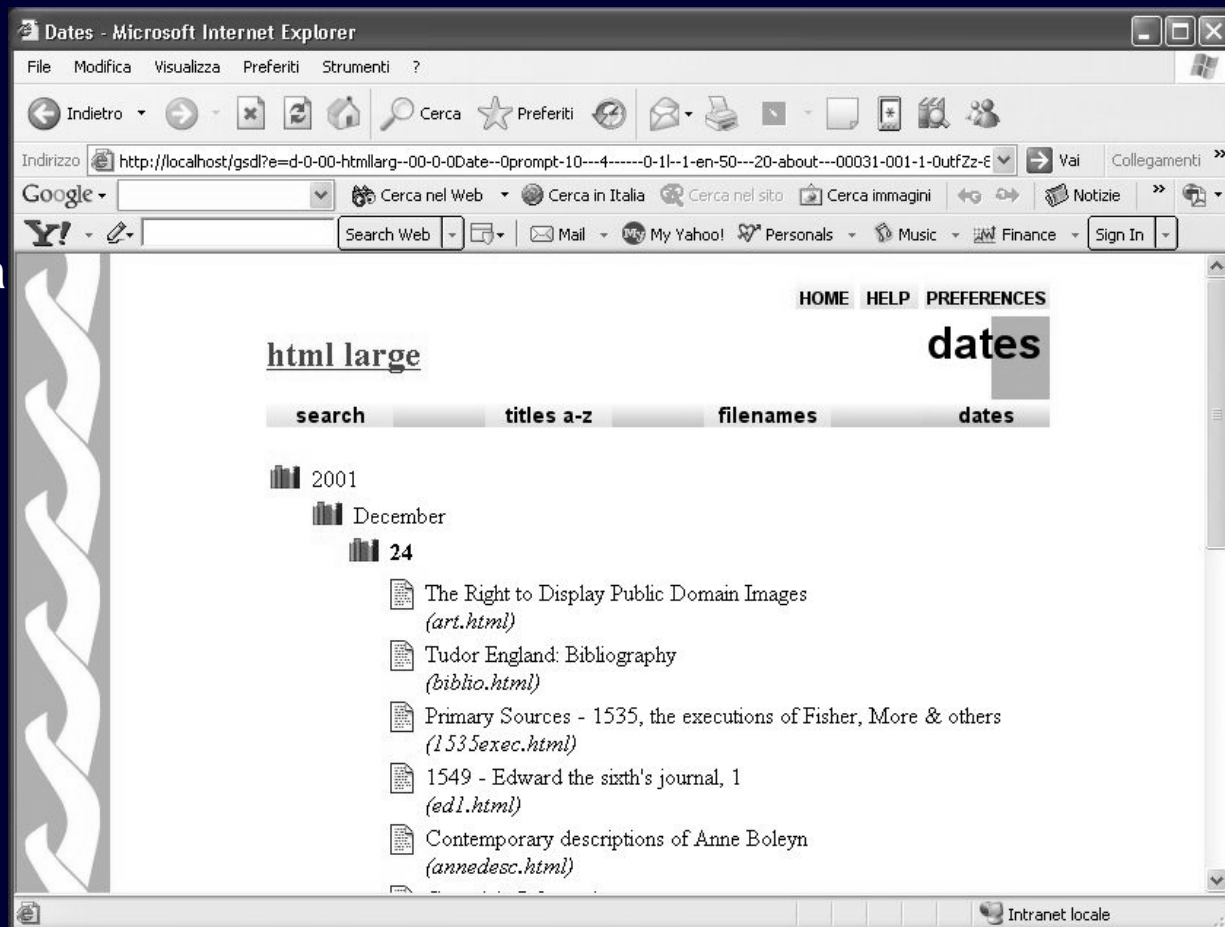 Dates - Microsoft Internet Explorer
File Modifica Visualizza Preferiti Strumenti ?
Indietro Cerca Preferiti
Indirizzo http://localhost/gsdl?e=d-0-00-htmllarg--00-0-0Date--0prompt-10---4------0-1l--1-en-50---20-about---00031-001-1-0utfZz-8 Vai Collegamenti »
Google Cerca nel Web Cerca in Italia Cerca nel sito Cerca immagini Notizie »
Y! Search Web Mail My Yahoo! Personals Music Finance Sign In
a
HOME HELP PREFERENCES
html large dates
search titles a-z filenames dates
2001
December
24
The Right to Display Public Domain Images
(art.html)
Tudor England: Bibliography
(biblio.html)
Primary Sources - 1535, the executions of Fisher, More & others
(1535exec.html)
1549 - Edward the sixth's journal, 1
(ed1.html)
Contemporary descriptions of Anne Boleyn
(annedesc.html)
Intranet locale